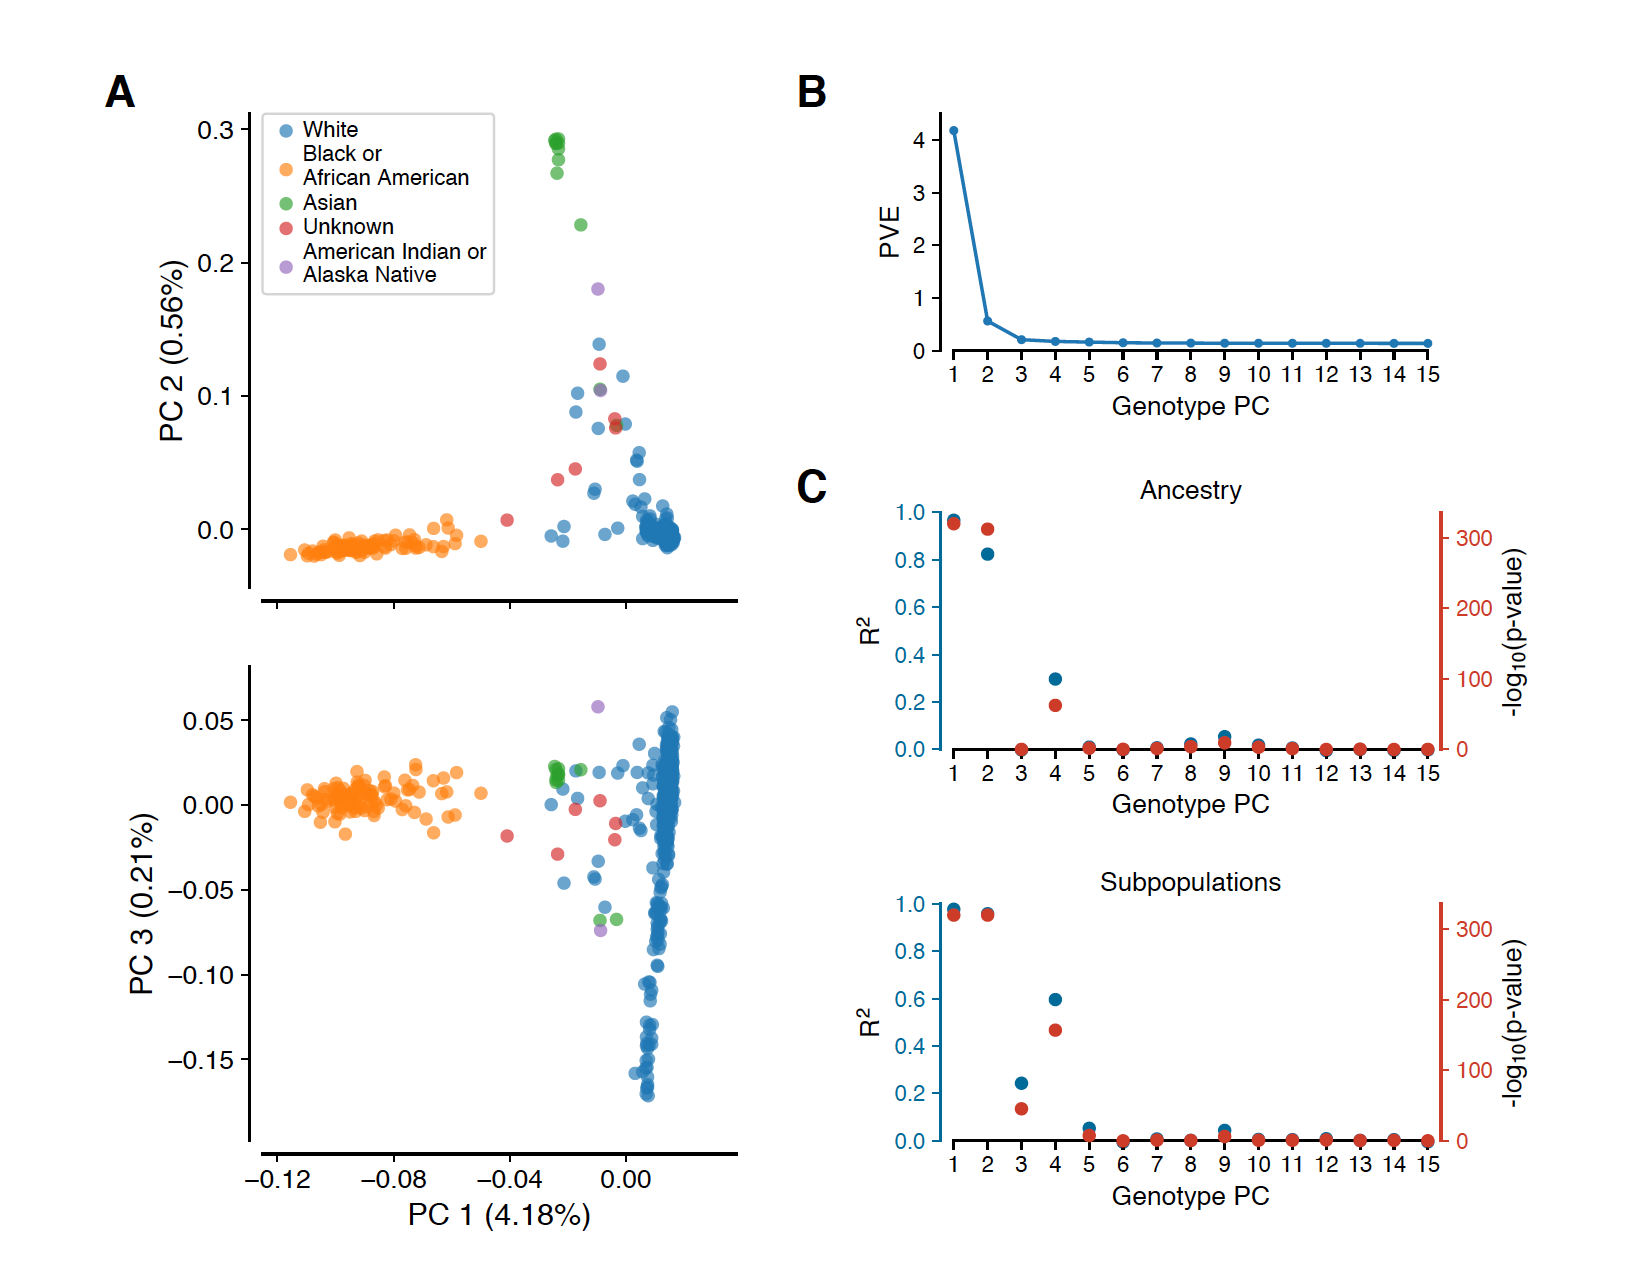 A
0.3
0.2
0.1
0.0
PC 2 (0.56%)
White
Black or
African American
Asian
Unknown
American Indian or
Alaska Native
0.05
0.00
−0.05
−0.10
−0.15
PC 3 (0.21%)
−0.12 −0.08 −0.04 0.00
PC 1 (4.18%)
B
4
3
2
1
0
PVE
1 2 3 4 5 6 7 8 9 10 11 12 13 14 15
Genotype PC
C
Ancestry
1.0
0.8
0.6
0.4
0.2
0.0
R²
300
200
100
0
-log₁₀(p-value)
1 2 3 4 5 6 7 8 9 10 11 12 13 14 15
Genotype PC
Subpopulations
1.0
0.8
0.6
0.4
0.2
0.0
R²
300
200
100
0
-log₁₀(p-value)
1 2 3 4 5 6 7 8 9 10 11 12 13 14 15
Genotype PC